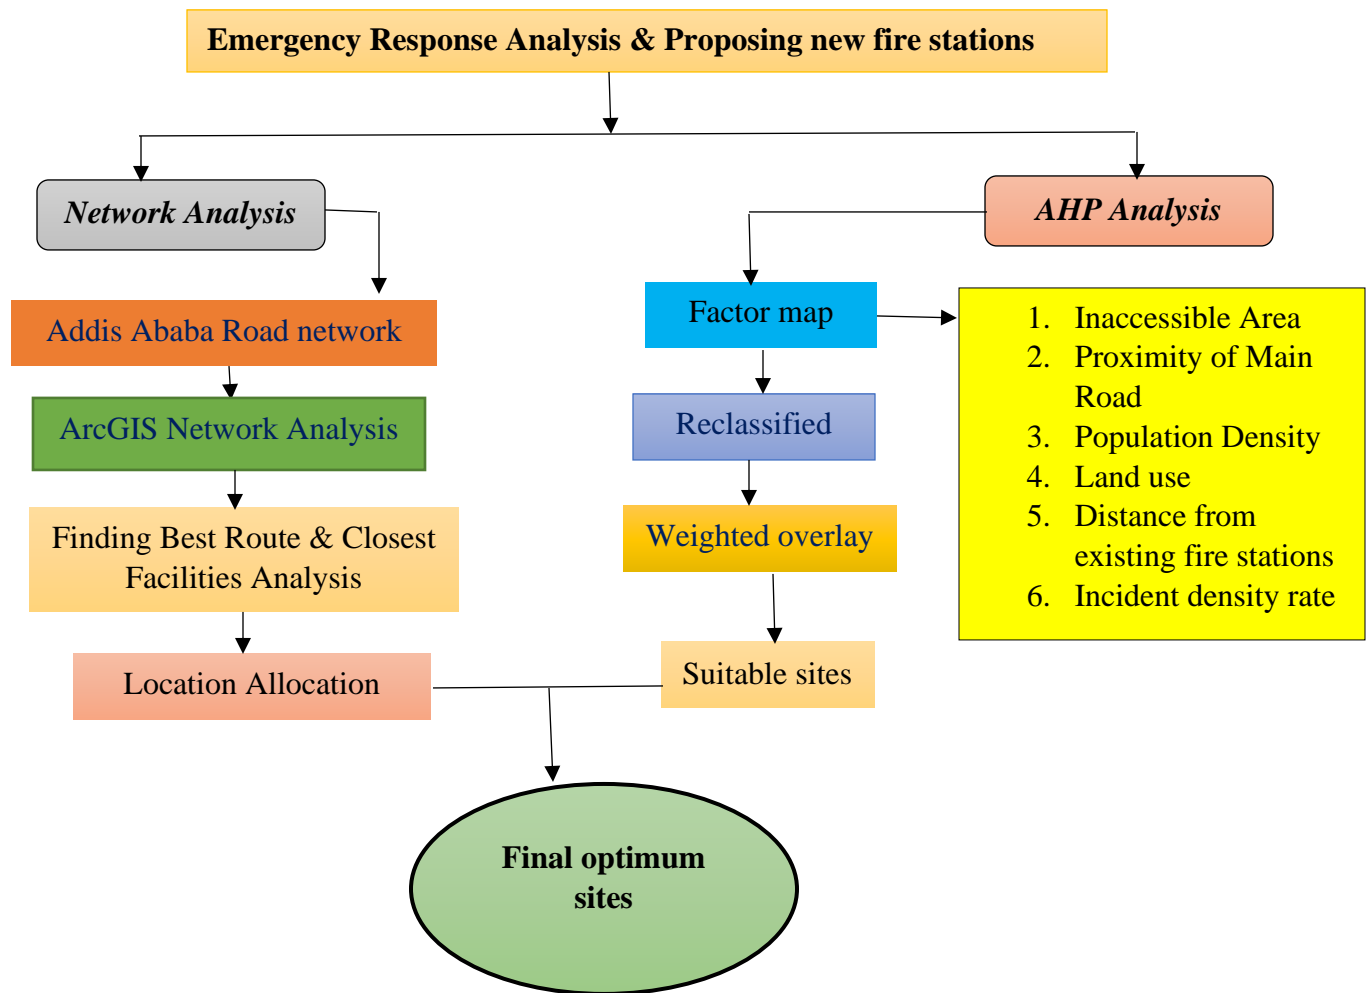 Emergency Response Analysis & Proposing new fire stations
Network Analysis
AHP Analysis
Addis Ababa Road network
ArcGIS Network Analysis
Finding Best Route & Closest
Facilities Analysis
Location Allocation
Factor map
Reclassified
Weighted overlay
Suitable sites
1. Inaccessible Area
2. Proximity of Main
Road
3. Population Density
4. Land use
5. Distance from
existing fire stations
6. Incident density rate
Final optimum
sites